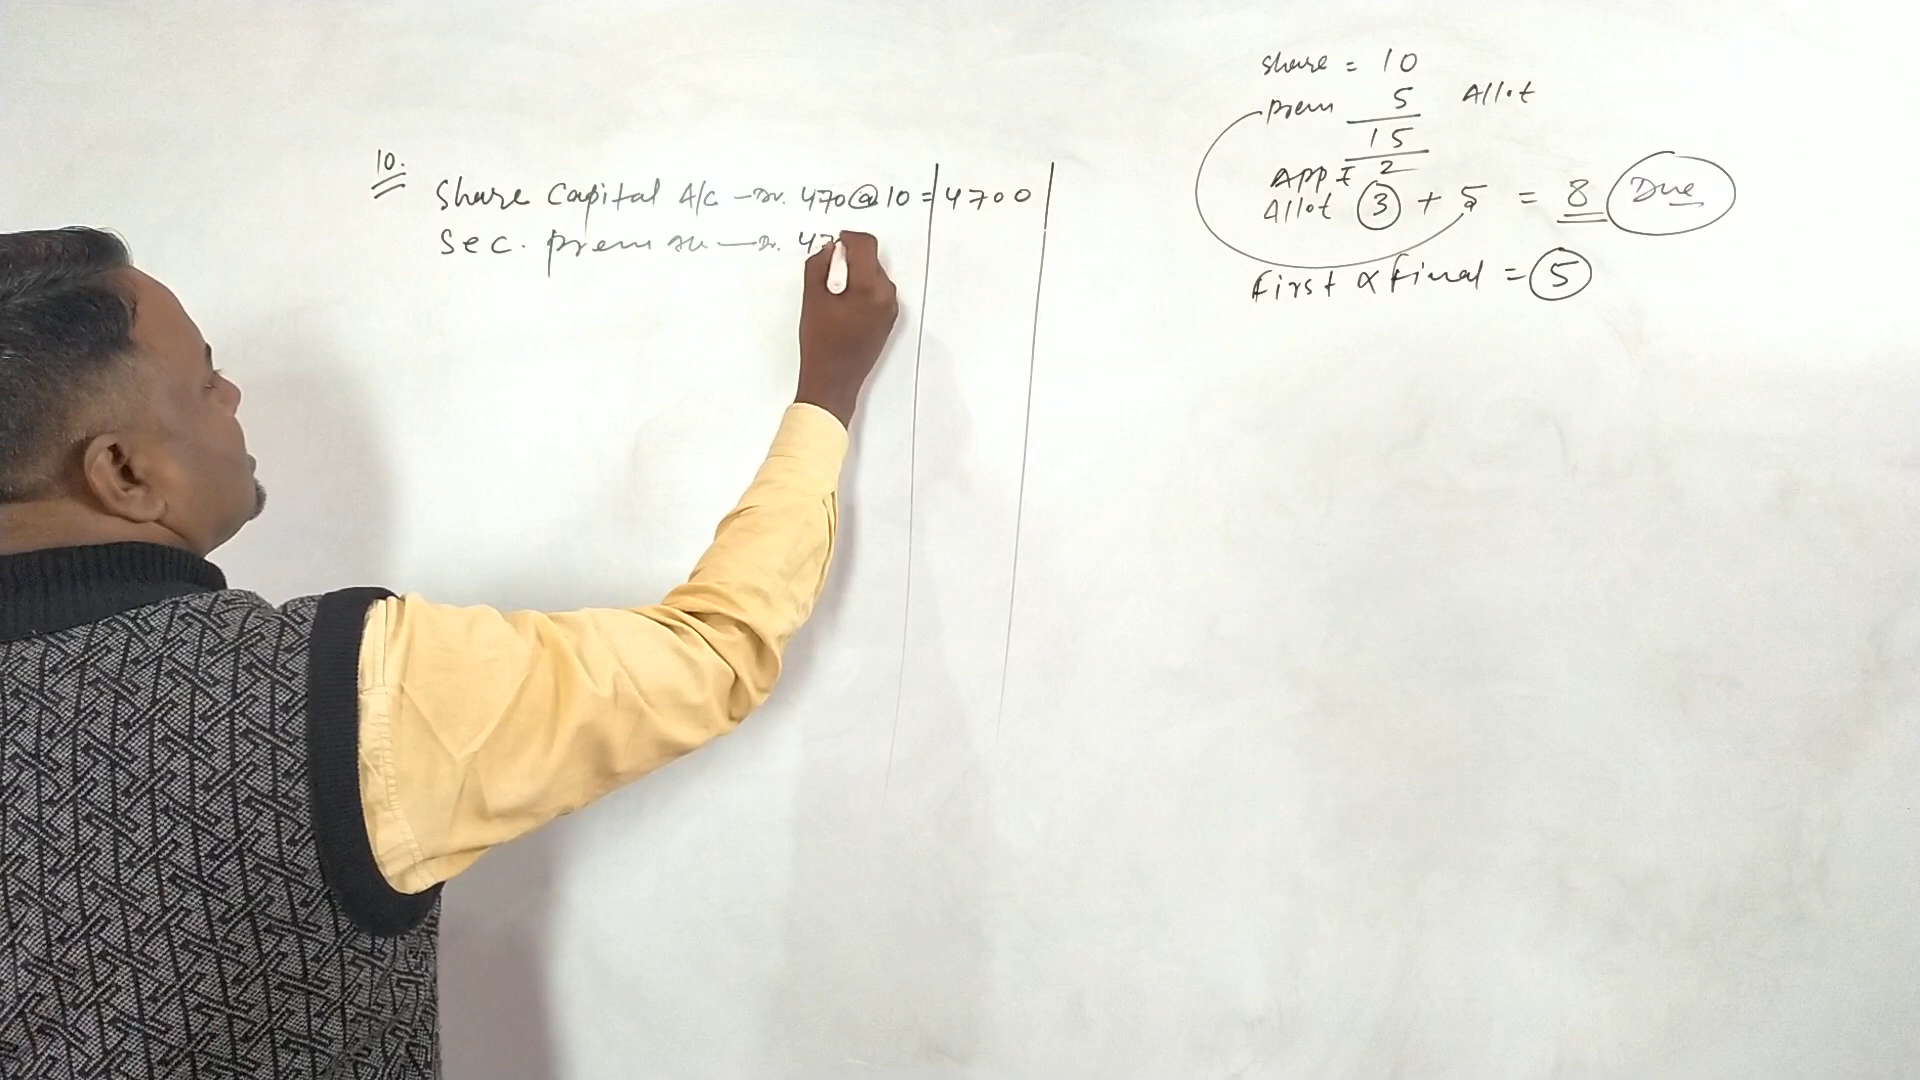 10.
Share Capital A/c - Dr. 470@10 = 4700
Sec. prem — Dr. 47
Share = 10
Prem 5 Allot
15
APP I 2
Allot 3 + 5 = 8 Due
First & Final = 5